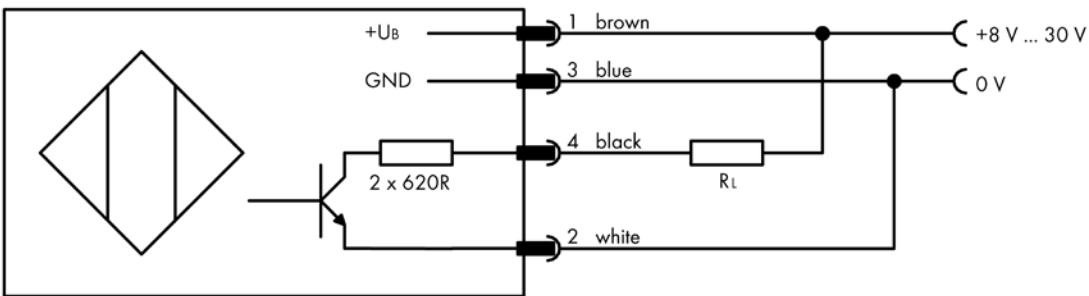 +UB
1 brown
+8 V ... 30 V
GND
3 blue
0 V
4 black
2 x 620R
RL
2 white